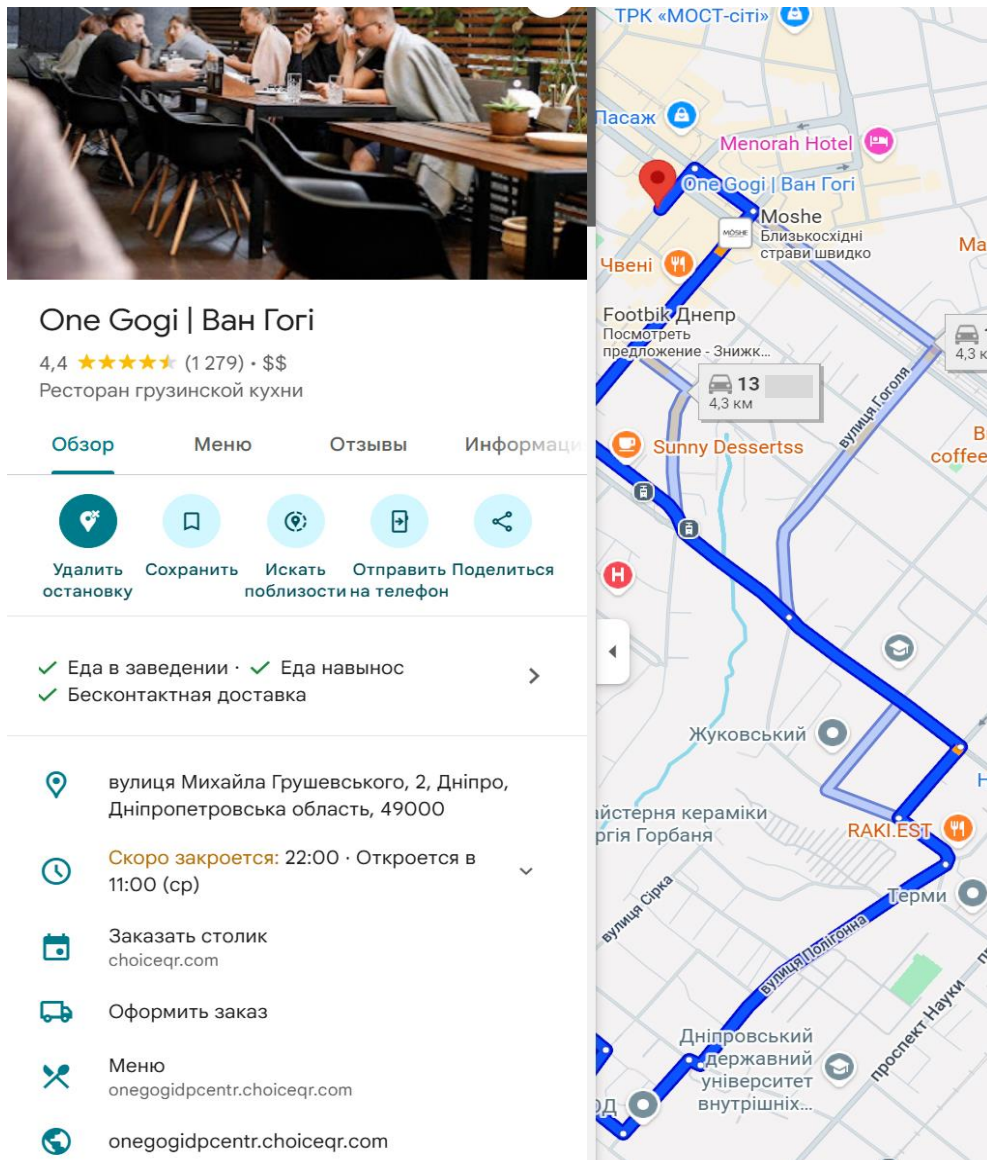 One Gogi | Ван Гогі
4,4 ★★★★★ (1 279) · $$
Ресторан грузинской кухни
Обзор Меню Отзывы Информаци
Удалить остановку
Сохранить
Искать поблизости
Отправить на телефон
Поделиться
Еда в заведении · Еда навынос
Бесконтактная доставка
вулиця Михайла Грушевського, 2, Дніпро,
Дніпропетровська область, 49000
Скоро закроется: 22:00 · Откроется в
11:00 (ср)
Заказать столик
choiceqr.com
Оформить заказ
Меню
onegogidpcentr.choiceqr.com
onegogidpcentr.choiceqr.com
ТРК «МОСТ-сіті»
Пасаж
Menorah Hotel
One Gogi | Ван Гогі
MOSHE
Moshe
Близькосхідні
страви швидко
Ma
Чвені
Footbik Днепр
Посмотреть
предложение - Знижк...
13
4,3 км
1
4,3 к
вулиця Гоголя
Sunny Dessertss
B
coffee
H
Жуковський
айстерня кераміки
ргія Горбаня
RAKI.EST
Терми
вулиця Сірка
вулиця Полігонна
проспект Науки
Дніпровський
державний
університет
внутрішніх...